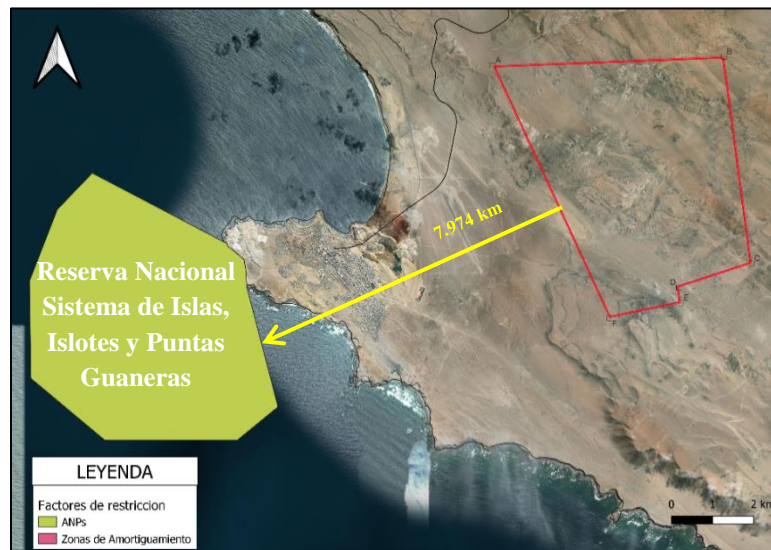 A
B
7.974 km
Reserva Nacional
Sistema de Islas,
Islotes y Puntas
Guaneras
C
D
E
F
LEYENDA
Factores de restriccion
ANPs
Zonas de Amortiguamiento
0 1 2 km